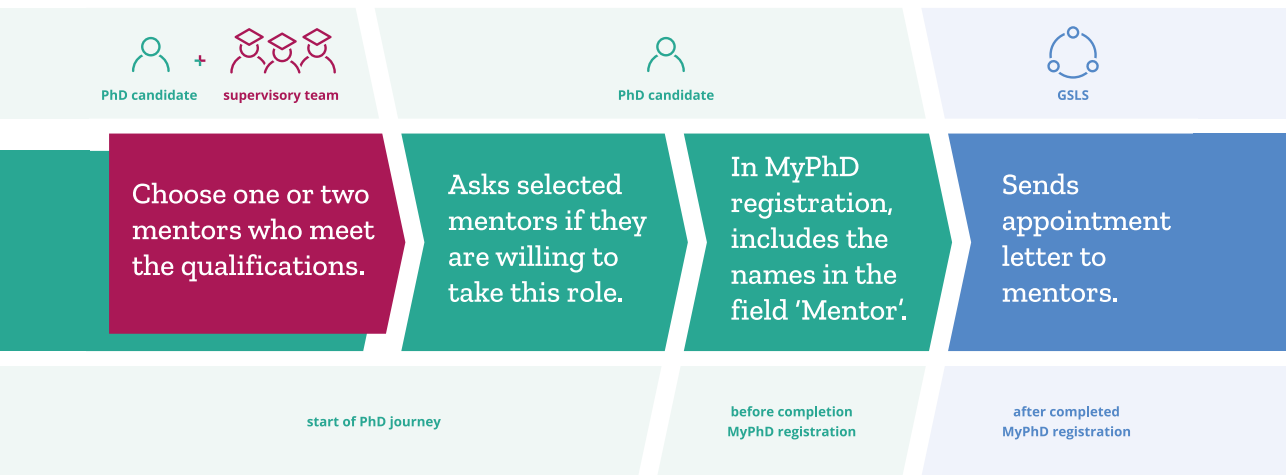 PhD candidate
+
supervisory team
PhD candidate
GSLS
Choose one or two
mentors who meet
the qualifications.
Asks selected
mentors if they
are willing to
take this role.
In MyPhD
registration,
includes the
names in the
field ‘Mentor’.
Sends
appointment
letter to
mentors.
start of PhD journey
before completion
MyPhD registration
after completed
MyPhD registration